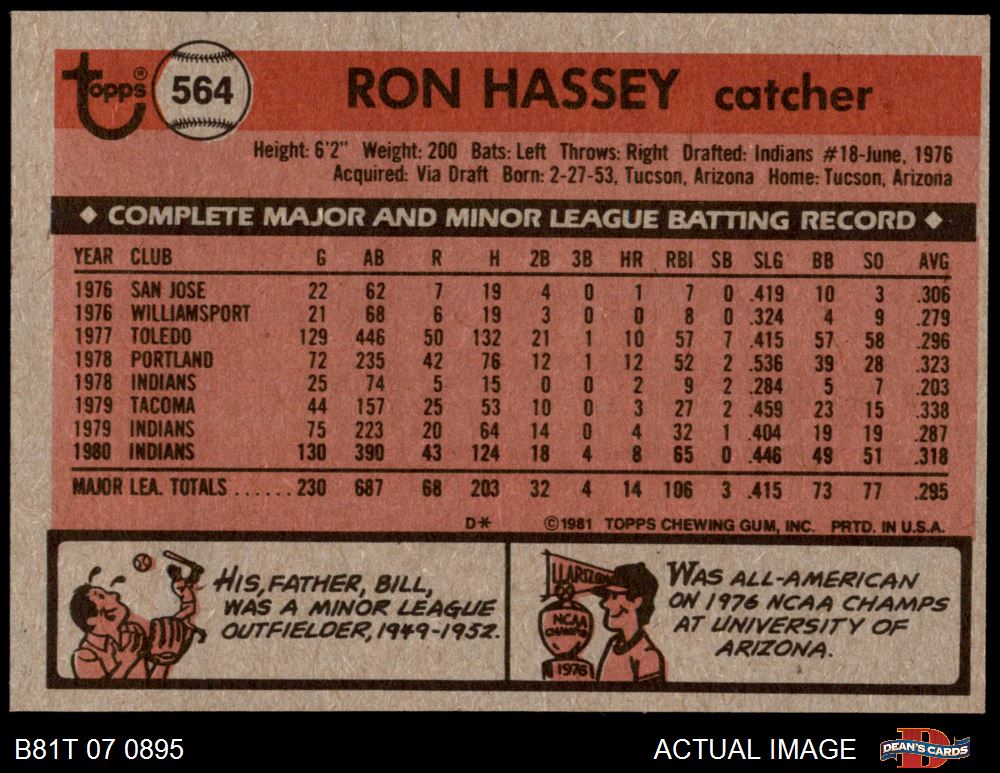 topps® 564 RON HASSEY catcher
Height: 6'2" Weight: 200 Bats: Left Throws: Right Drafted: Indians #18-June, 1976
Acquired: Via Draft Born: 2-27-53, Tucson, Arizona Home: Tucson, Arizona
◆ COMPLETE MAJOR AND MINOR LEAGUE BATTING RECORD ◆
YEAR CLUB G AB R H 2B 3B HR RBI SB SLG BB SO AVG
1976 SAN JOSE 22 62 7 19 4 0 1 7 0 .419 10 3 .306
1976 WILLIAMSPORT 21 68 6 19 3 0 0 8 0 .324 4 9 .279
1977 TOLEDO 129 446 50 132 21 1 10 57 7 .415 57 58 .296
1978 PORTLAND 72 235 42 76 12 1 12 52 2 .536 39 28 .323
1978 INDIANS 25 74 5 15 0 0 2 9 2 .284 5 7 .203
1979 TACOMA 44 157 25 53 10 0 3 27 2 .459 23 15 .338
1979 INDIANS 75 223 20 64 14 0 4 32 1 .404 19 19 .287
1980 INDIANS 130 390 43 124 18 4 8 65 0 .446 49 51 .318
MAJOR LEA. TOTALS ......230 687 68 203 32 4 14 106 3 .415 73 77 .295
D* ©1981 TOPPS CHEWING GUM, INC. PRTD. IN U.S.A.
HIS, FATHER, BILL,
WAS A MINOR LEAGUE
OUTFIELDER, 1949-1952.
U.ARIZONA
NCAA
CHAMPS
1976
WAS ALL-AMERICAN
ON 1976 NCAA CHAMPS
AT UNIVERSITY OF
ARIZONA.
B81T 07 0895 ACTUAL IMAGE DEAN'S CARDS